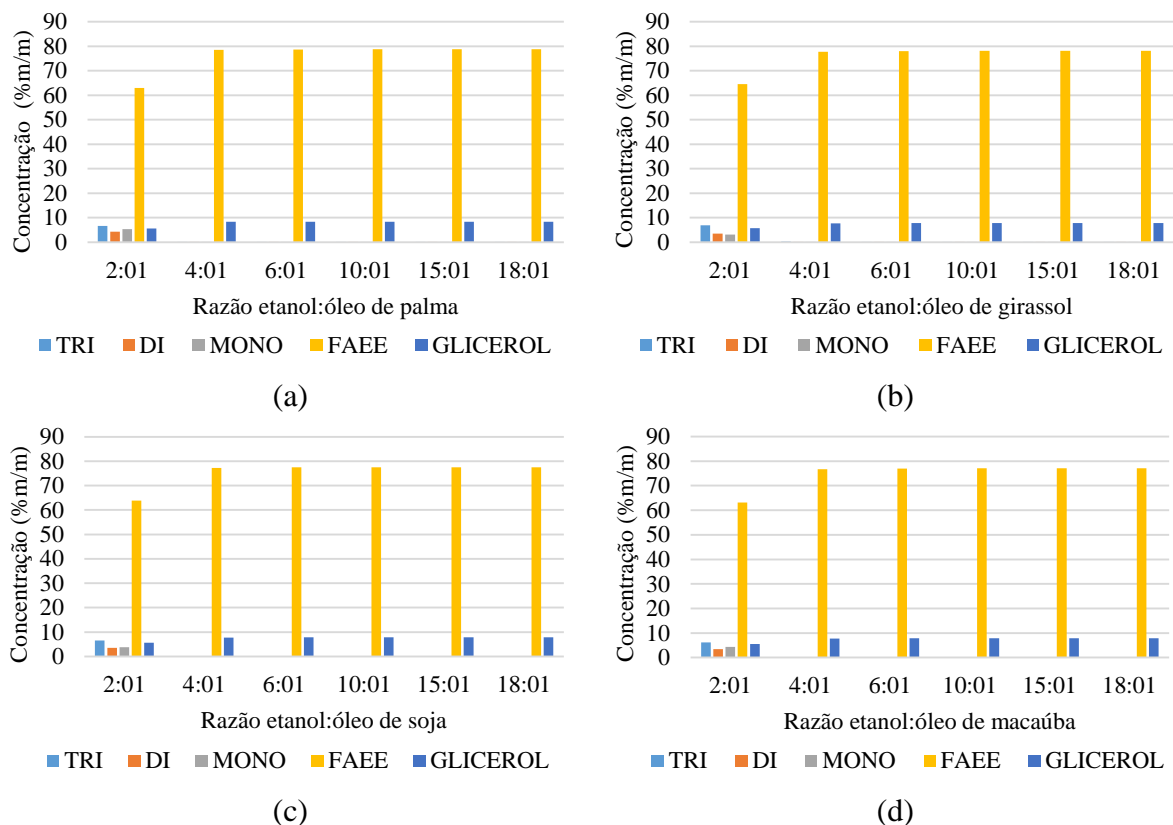 90
80
70
60
50
40
30
20
10
0
Concentração (%m/m)
2:01 4:01 6:01 10:01 15:01 18:01
Razão etanol:óleo de palma
TRI DI MONO FAEE GLICEROL
(a)
90
80
70
60
50
40
30
20
10
0
Concentração (%m/m)
2:01 4:01 6:01 10:01 15:01 18:01
Razão etanol:óleo de girassol
TRI DI MONO FAEE GLICEROL
(b)
90
80
70
60
50
40
30
20
10
0
Concentração (%m/m)
2:01 4:01 6:01 10:01 15:01 18:01
Razão etanol:óleo de soja
TRI DI MONO FAEE GLICEROL
(c)
90
80
70
60
50
40
30
20
10
0
Concentração (%m/m)
2:01 4:01 6:01 10:01 15:01 18:01
Razão etanol:óleo de macaúba
TRI DI MONO FAEE GLICEROL
(d)